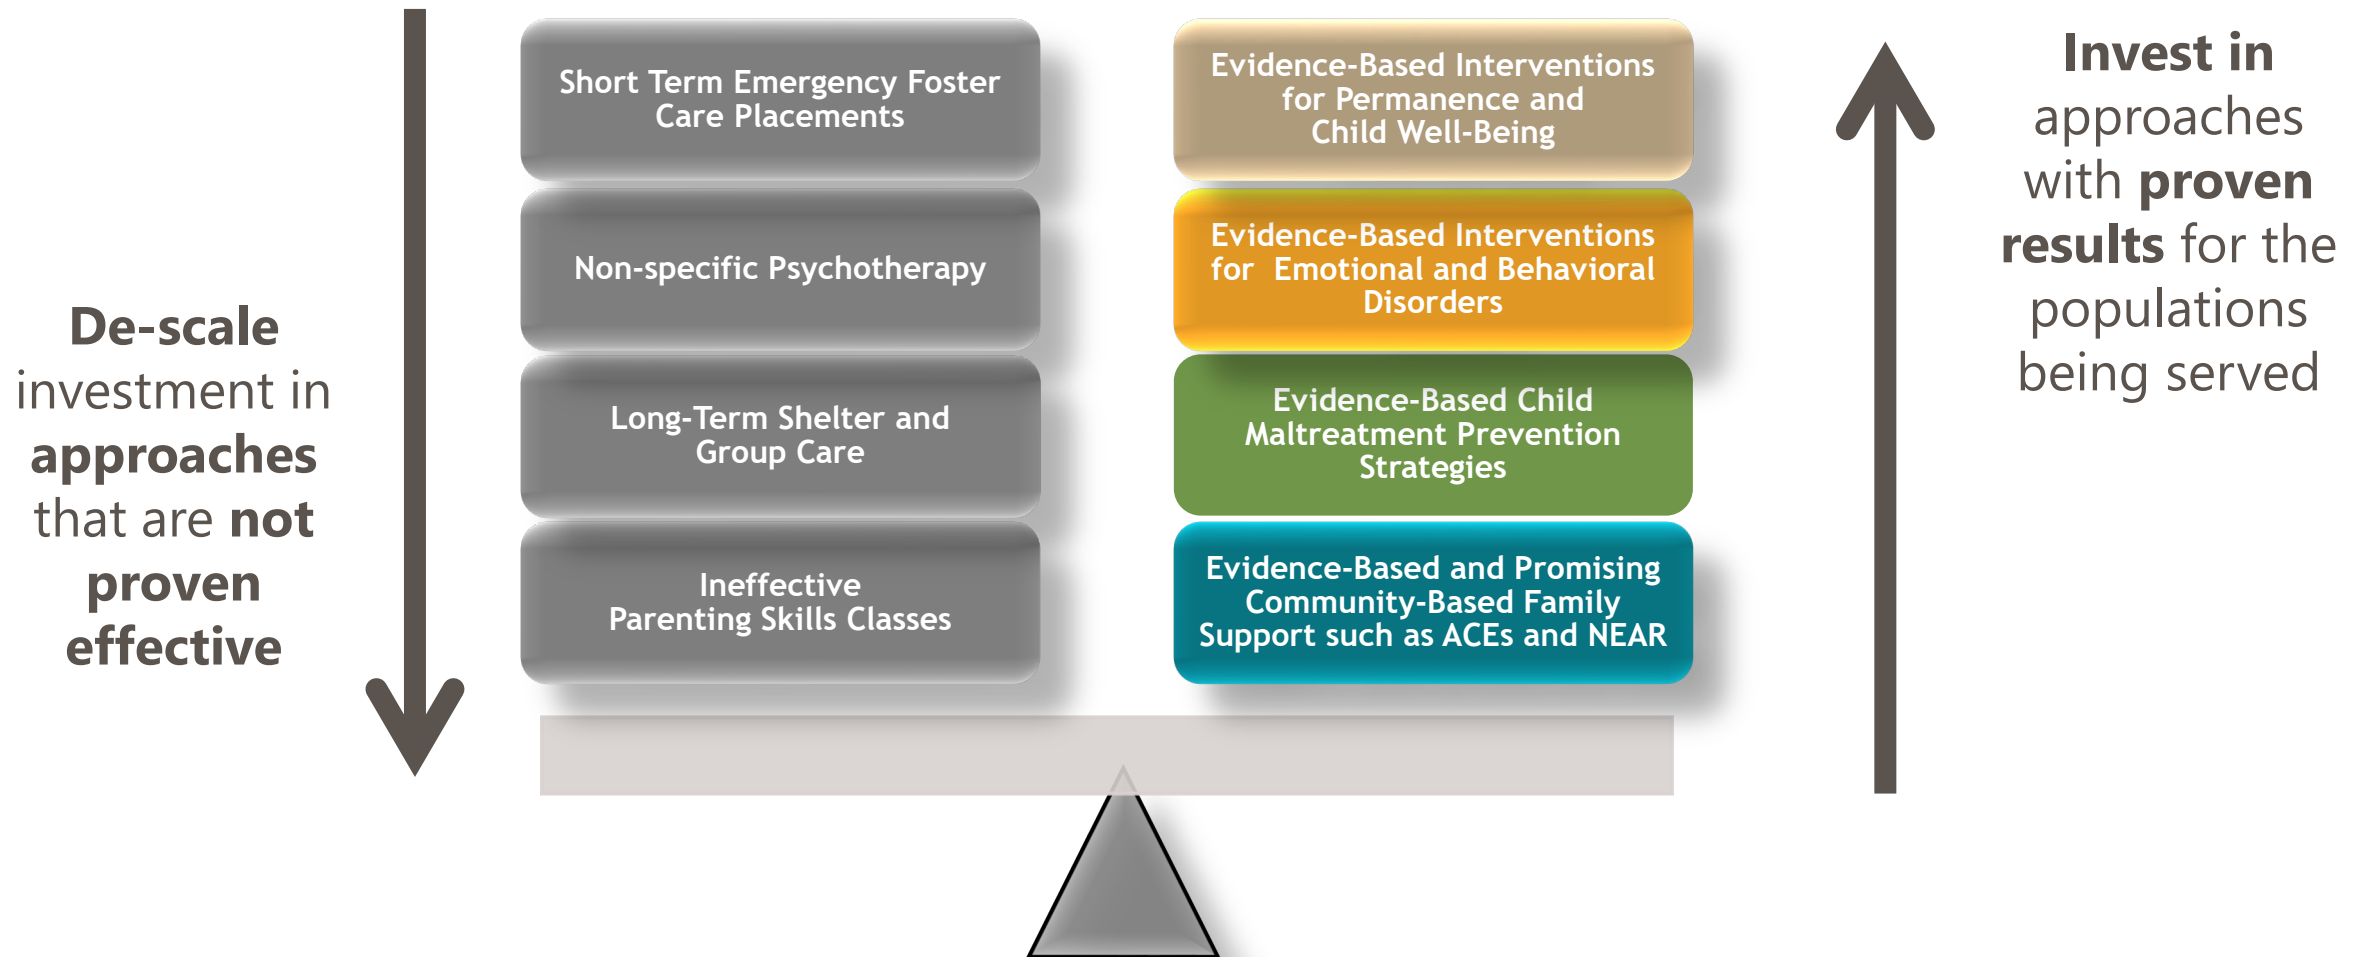 De-scale
investment in
approaches
that are not
proven
effective
Short Term Emergency Foster
Care Placements
Non-specific Psychotherapy
Long-Term Shelter and
Group Care
Ineffective
Parenting Skills Classes
Evidence-Based Interventions
for Permanence and
Child Well-Being
Evidence-Based Interventions
for  Emotional and Behavioral
Disorders
Evidence-Based Child
Maltreatment Prevention
Strategies
Evidence-Based and Promising
Community-Based Family
Support such as ACEs and NEAR
Invest in
approaches
with proven
results for the
populations
being served